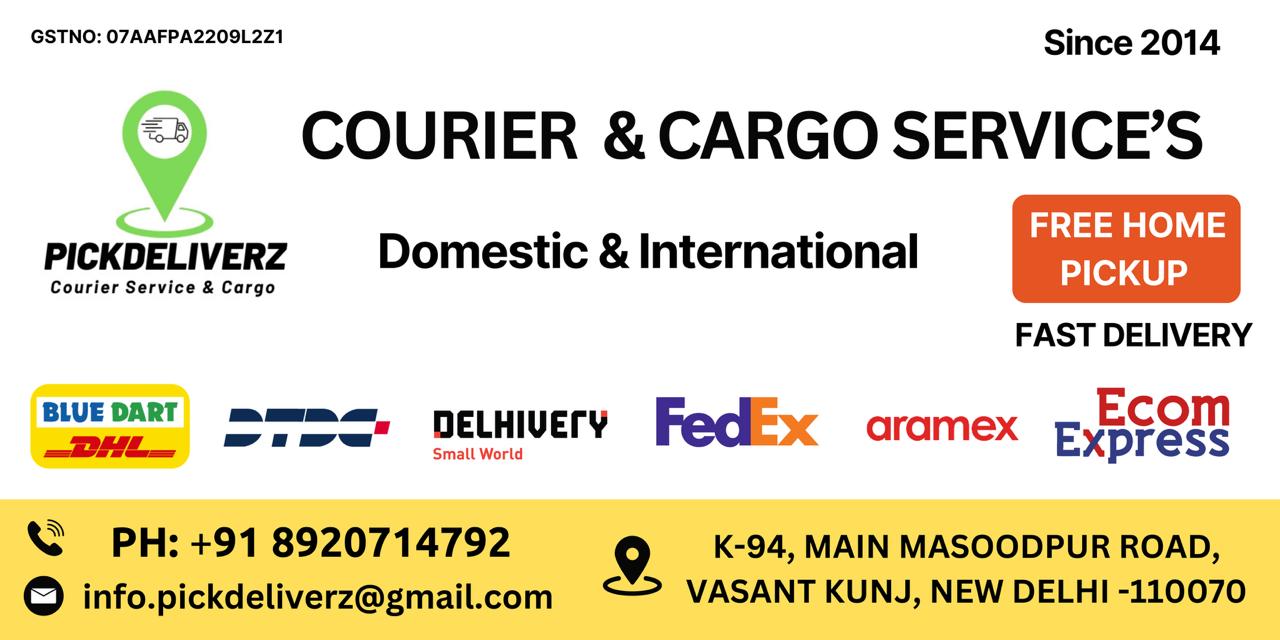 GSTNO: 07AAFPA2209L2Z1
Since 2014
COURIER & CARGO SERVICE’S
PICKDELIVERZ
Courier Service & Cargo
Domestic & International
FREE HOME
PICKUP
FAST DELIVERY
BLUE DART
DHL
DTDC
DELHIVERY
Small World
FedEx
aramex
Ecom
Express
PH: +91 8920714792
info.pickdeliverz@gmail.com
K-94, MAIN MASOODPUR ROAD,
VASANT KUNJ, NEW DELHI -110070